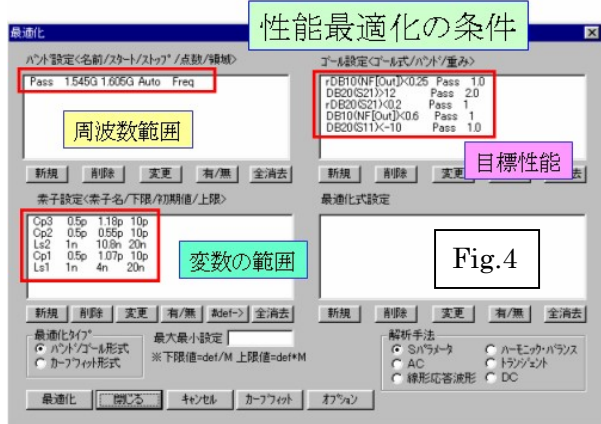 最適化
性能最適化の条件
ﾊﾞﾝﾄﾞ設定<名前/ｽﾀｰﾄ/ｽﾄｯﾌﾟ/点数/領域>
Pass 1.545G 1.605G Auto Freq
周波数範囲
新規 削除 変更 有/無 全消去
ｺﾞｰﾙ設定<ｺﾞｰﾙ式/ﾊﾞﾝﾄﾞ/重み>
rDB10(NF[Out])<0.25 Pass 1.0
DB20(S21)>12 Pass 2.0
rDB20(S21)<0.2 Pass 1
DB10(NF[Out])<0.6 Pass 1
DB20(S11)<-10 Pass 1.0
目標性能
新規 削除 変更 去
素子設定<素子名/下限/初期値/上限>
Cp3 0.5p 1.18p 10p
Cp2 0.5p 0.55p 10p
Ls2 1n 10.8n 20n
Cp1 0.5p 1.07p 10p
Ls1 1n 4n 20n
変数の範囲
新規 削除 変更 有/無 #def-> 全消去
最適化式設定
Fig.4
新規 削除 変更 有/無 全消去
最適化ﾀｲﾌﾟ
ﾊﾞﾝﾄﾞ/ｺﾞｰﾙ形式
ｶｰﾌﾞﾌｨｯﾄ形式
最大最小設定
※下限値=def/M 上限値=def*M
解析手法
Sﾊﾟﾗﾒｰﾀ ﾊｰﾓﾆｯｸ･ﾊﾞﾗﾝｽ
AC ﾄﾗﾝｼﾞｪﾝﾄ
線形応答波形 DC
最適化 閉じる ｷｬﾝｾﾙ ｶｰﾌﾞﾌｨｯﾄ ｵﾌﾟｼｮﾝ